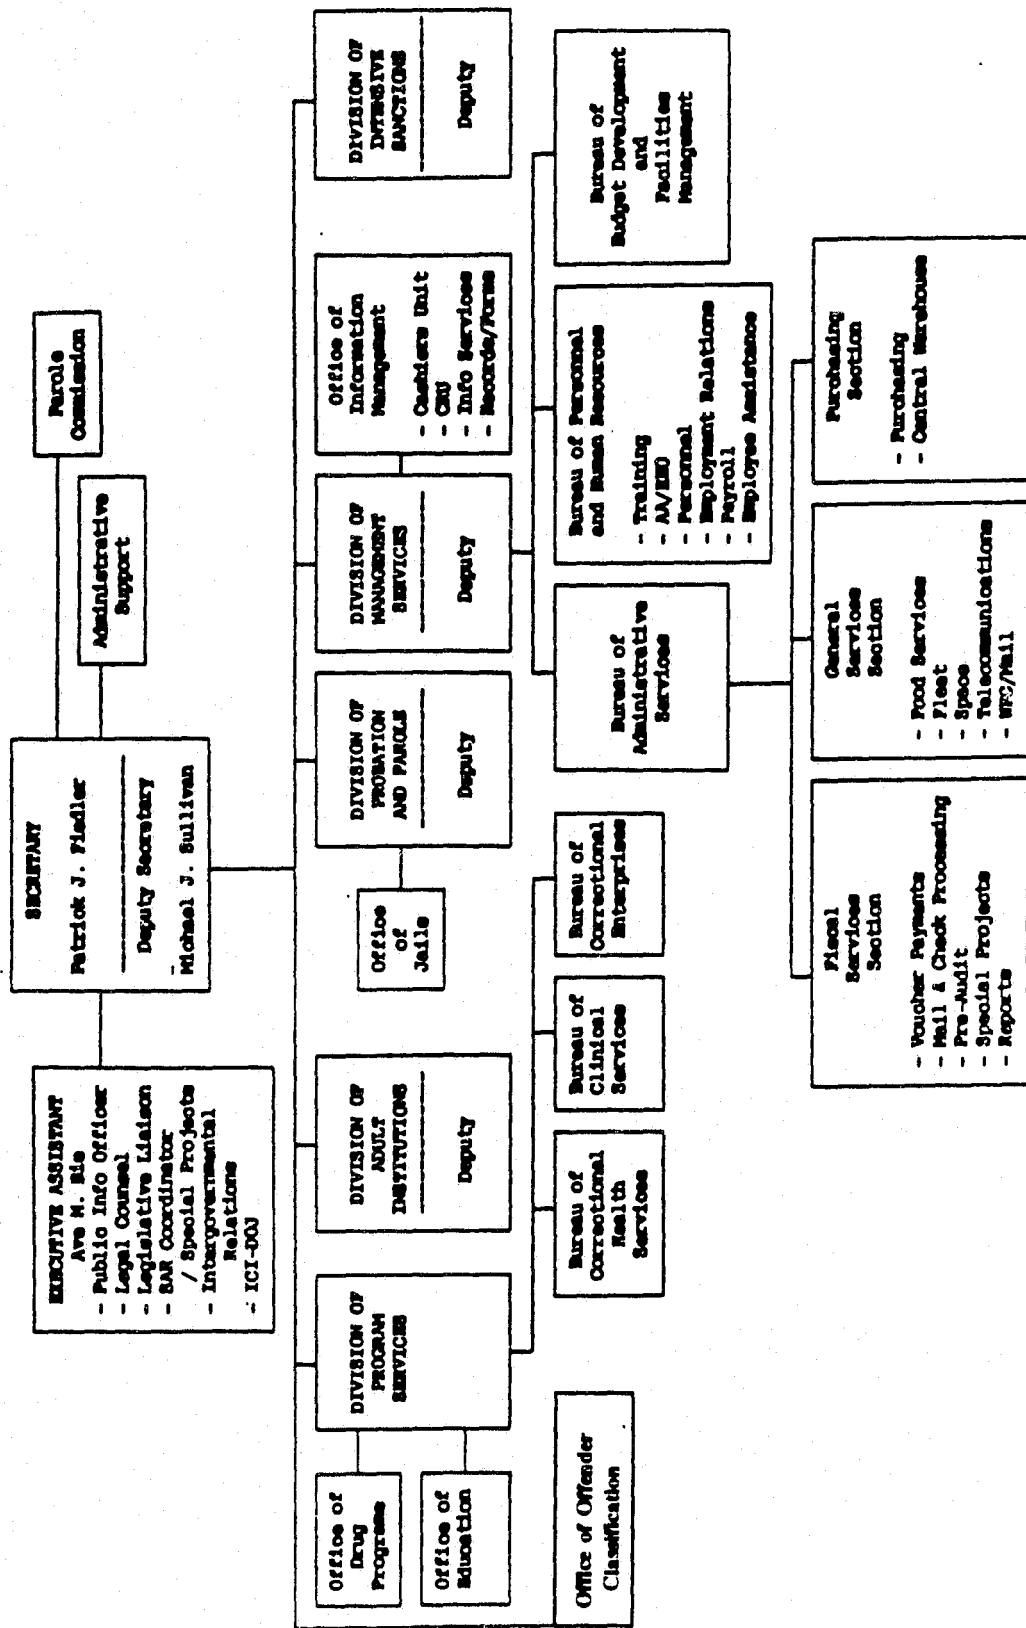 Parole
Commission
Administrative
Support
SECRETARY
Patrick J. Fiedler
Deputy Secretary
Michael J. Sullivan
EXECUTIVE ASSISTANT
Ave M. Bie
- Public Info Officer
- Legal Counsel
- Legislative Liaison
- SAR Coordinator
/ Special Projects
- Intergovernmental
Relations
- ICI-DOJ
Office of
Drug
Programs
Office of
Education
DIVISION OF
PROGRAM
SERVICES
DIVISION OF
ADULT
INSTITUTIONS
Deputy
Office
of
Jails
DIVISION OF
PROBATION
AND PAROLE
Deputy
DIVISION OF
MANAGEMENT
SERVICES
Deputy
Office of
Information
Management
- Cashiers Unit
- CRU
- Info Services
- Records/Forms
DIVISION OF
INTENSIVE
SANCTIONS
Deputy
Office of Offender
Classification
Bureau of
Correctional
Health
Services
Bureau of
Clinical
Services
Bureau of
Correctional
Enterprises
Bureau of
Administrative
Services
Bureau of Personnel
and Human Resources
- Training
- AA/EEO
- Personnel
- Employment Relations
- Payroll
- Employee Assistance
Bureau of
Budget Development
and
Facilities
Management
Fiscal
Services
Section
- Voucher Payments
- Mail & Check Processing
- Pre-Audit
- Special Projects
- Reports
General
Services
Section
- Food Services
- Fleet
- Space
- Telecommunications
- WPC/Mail
Purchasing
Section
- Purchasing
- Central Warehouse